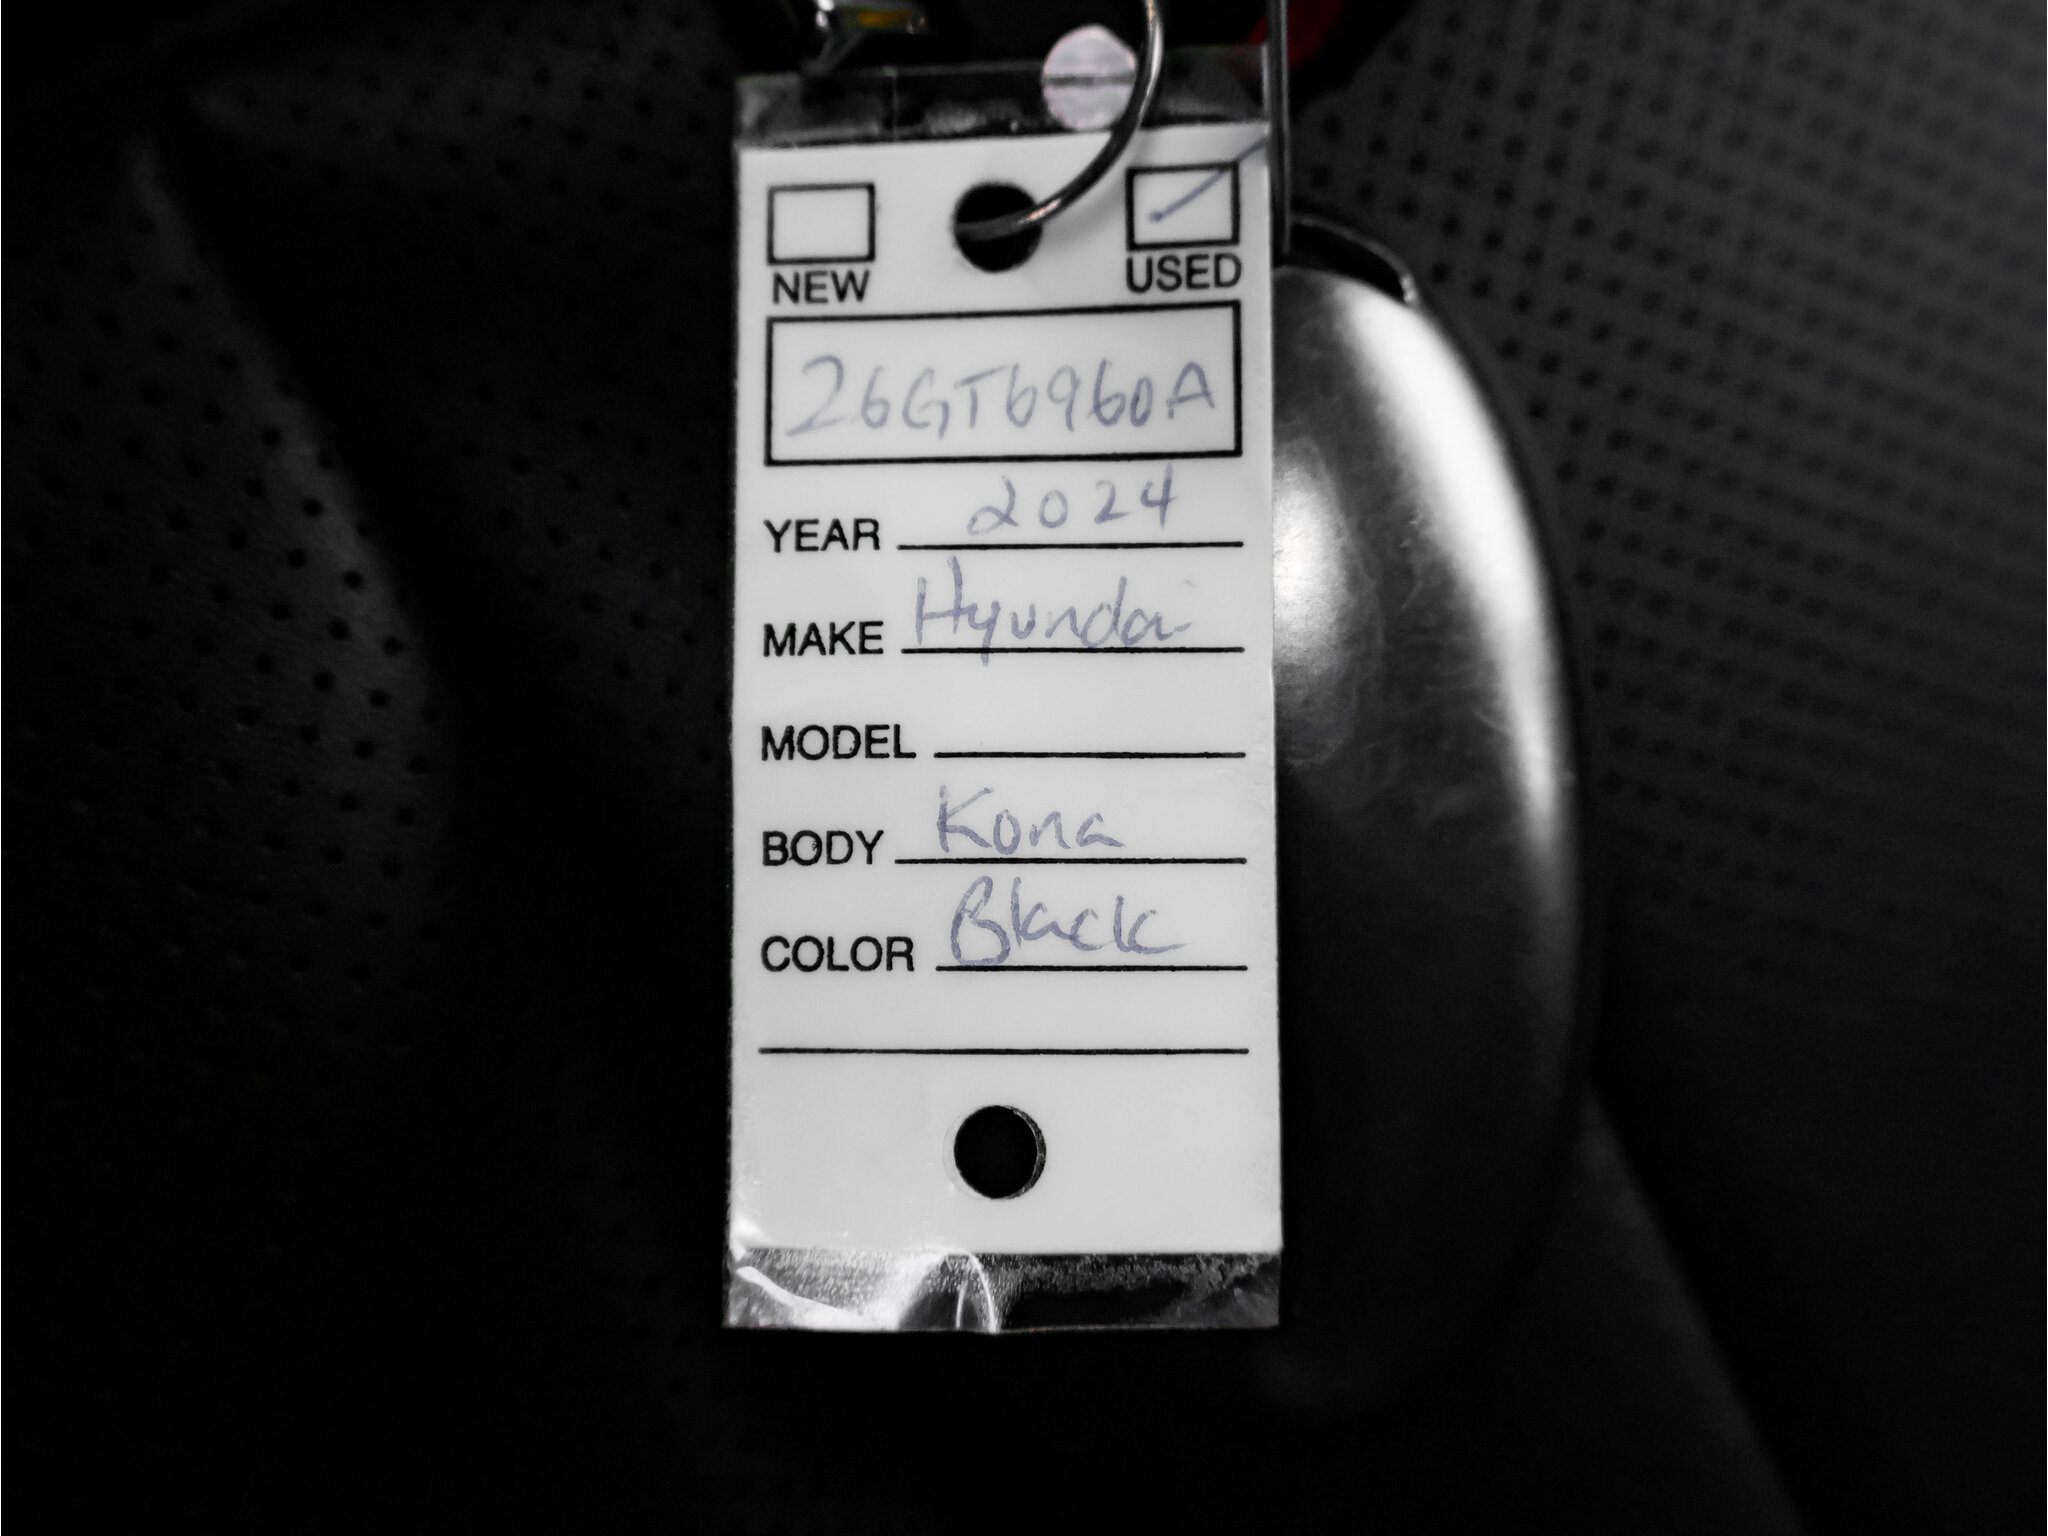 NEW USED
26GT6960A
YEAR 2024
MAKE Hyundai
MODEL
BODY Kona
COLOR Black